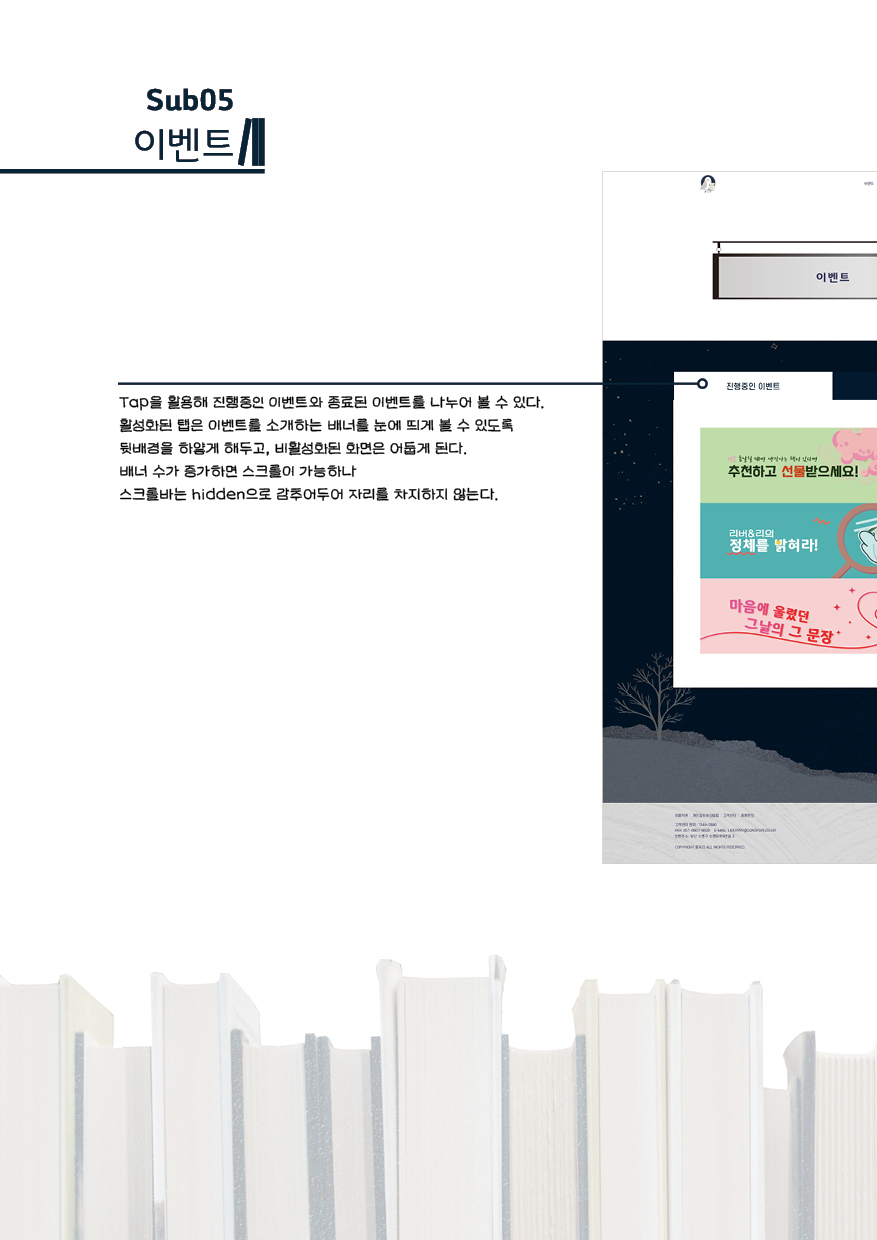 Sub05
이벤트
이벤트
이벤트
Tap을 활용해 진행중인 이벤트와 종료된 이벤트를 나누어 볼 수 있다.
활성화된 탭은 이벤트를 소개하는 배너를 눈에 띄게 볼 수 있도록
뒷배경을 하얗게 해두고, 비활성화된 화면은 어둡게 된다.
배너 수가 증가하면 스크롤이 가능하나
스크롤바는 hidden으로 감추어두어 자리를 차지하지 않는다.
진행중인 이벤트
추천하고 선물받으세요!
리버&리의
정체를 밝혀라!
마음에 울렸던
그날의 그 문장